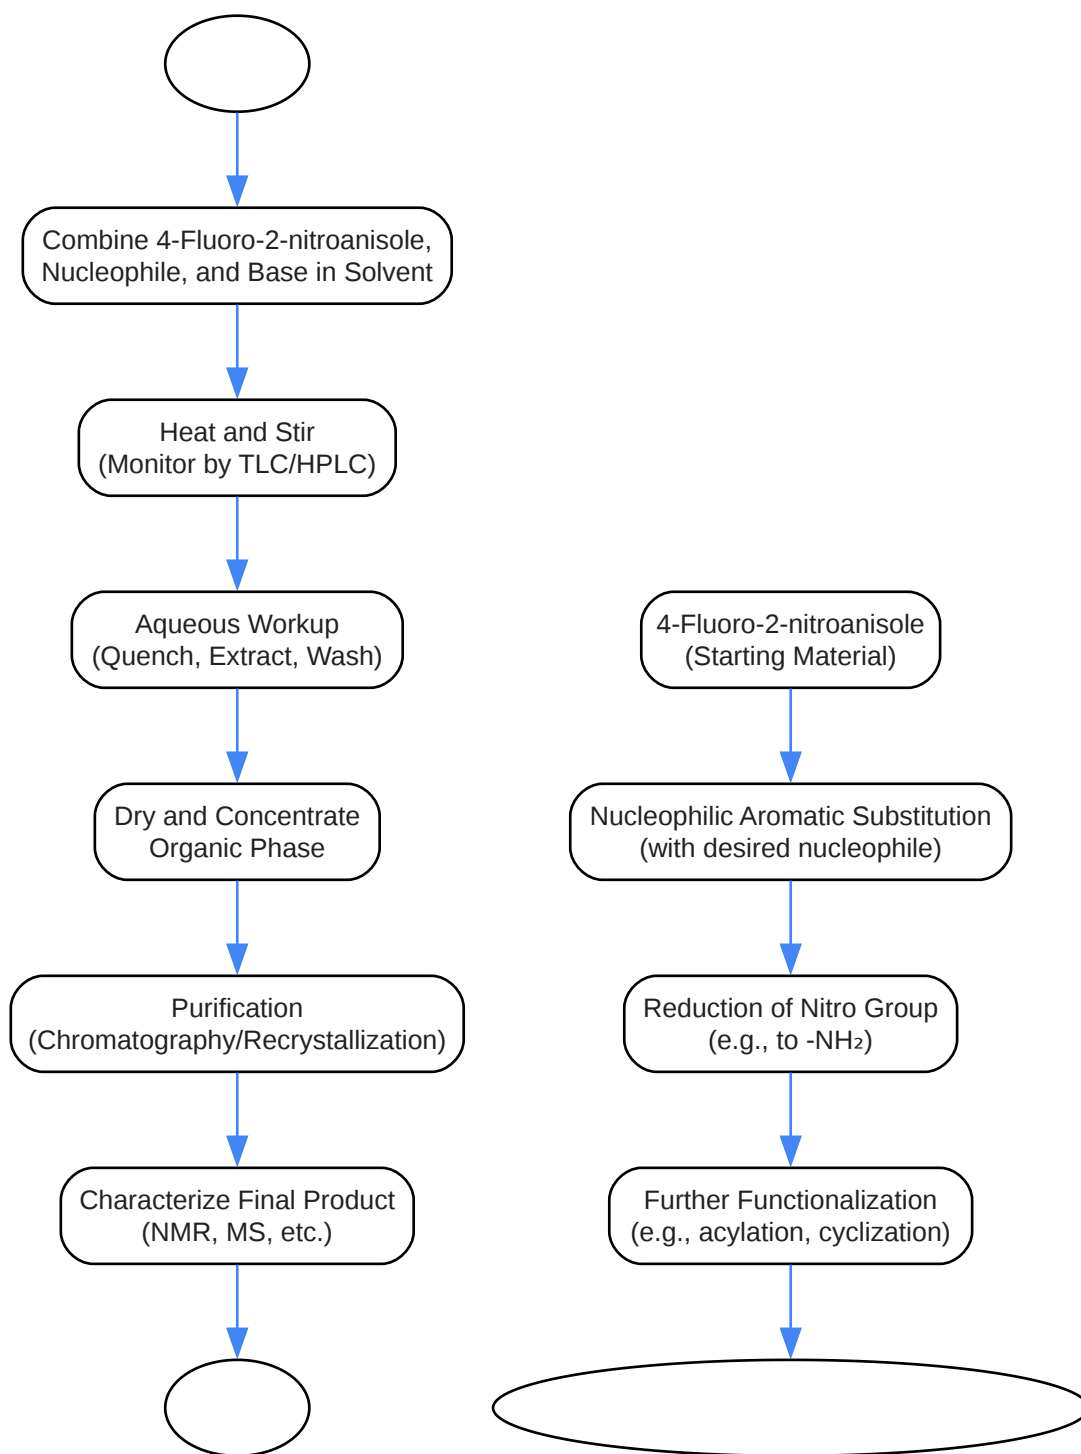 Combine 4-Fluoro-2-nitroanisole,
Nucleophile, and Base in Solvent
Heat and Stir
(Monitor by TLC/HPLC)
Aqueous Workup
(Quench, Extract, Wash)
Dry and Concentrate
Organic Phase
Purification
(Chromatography/Recrystallization)
Characterize Final Product
(NMR, MS, etc.)
4-Fluoro-2-nitroanisole
(Starting Material)
Nucleophilic Aromatic Substitution
(with desired nucleophile)
Reduction of Nitro Group
(e.g., to -NH₂)
Further Functionalization
(e.g., acylation, cyclization)